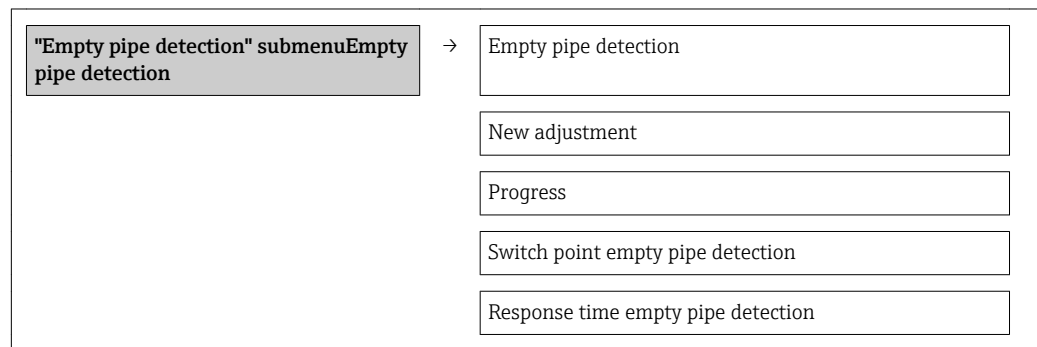 "Empty pipe detection" submenuEmpty
pipe detection
→
Empty pipe detection
New adjustment
Progress
Switch point empty pipe detection
Response time empty pipe detection